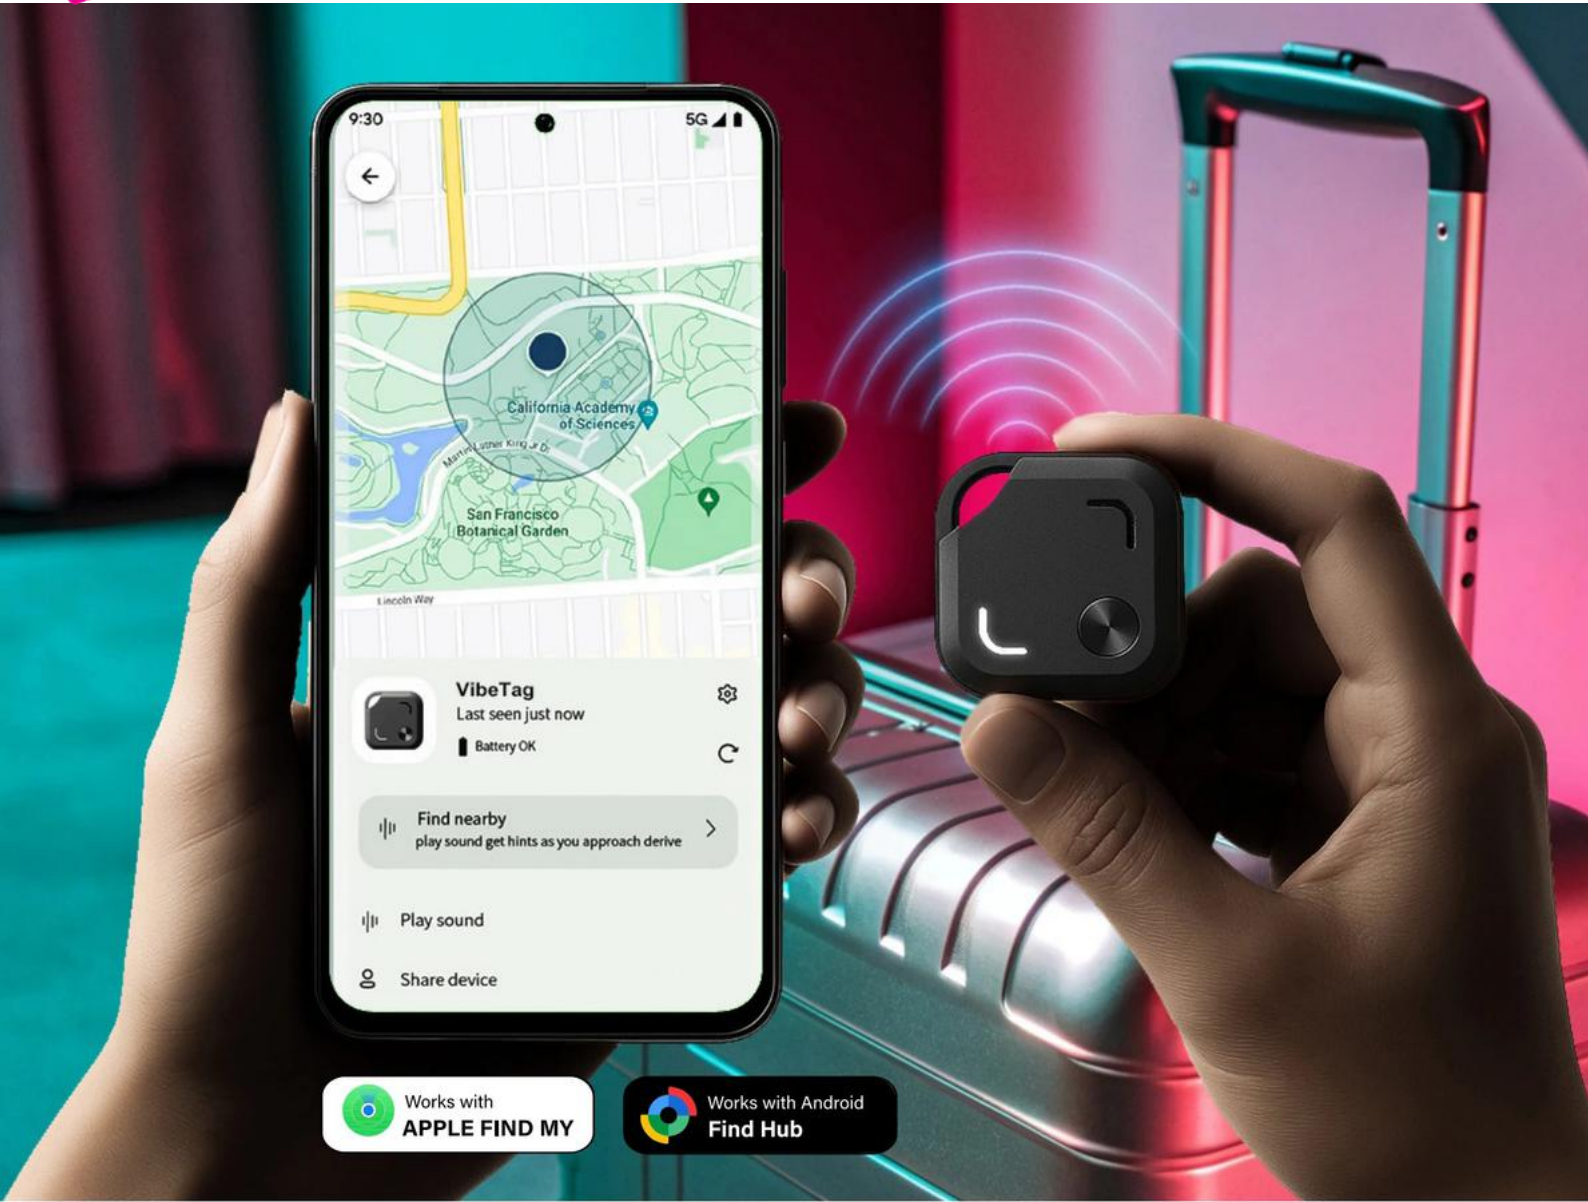 9:30
5G
California Academy
of Sciences
Martin Luther King Jr Dr
San Francisco
Botanical Garden
Lincoln Way
VibeTag
Last seen just now
Battery OK
Find nearby
play sound get hints as you approach derive
Play sound
Share device
Works with
APPLE FIND MY
Works with Android
Find Hub